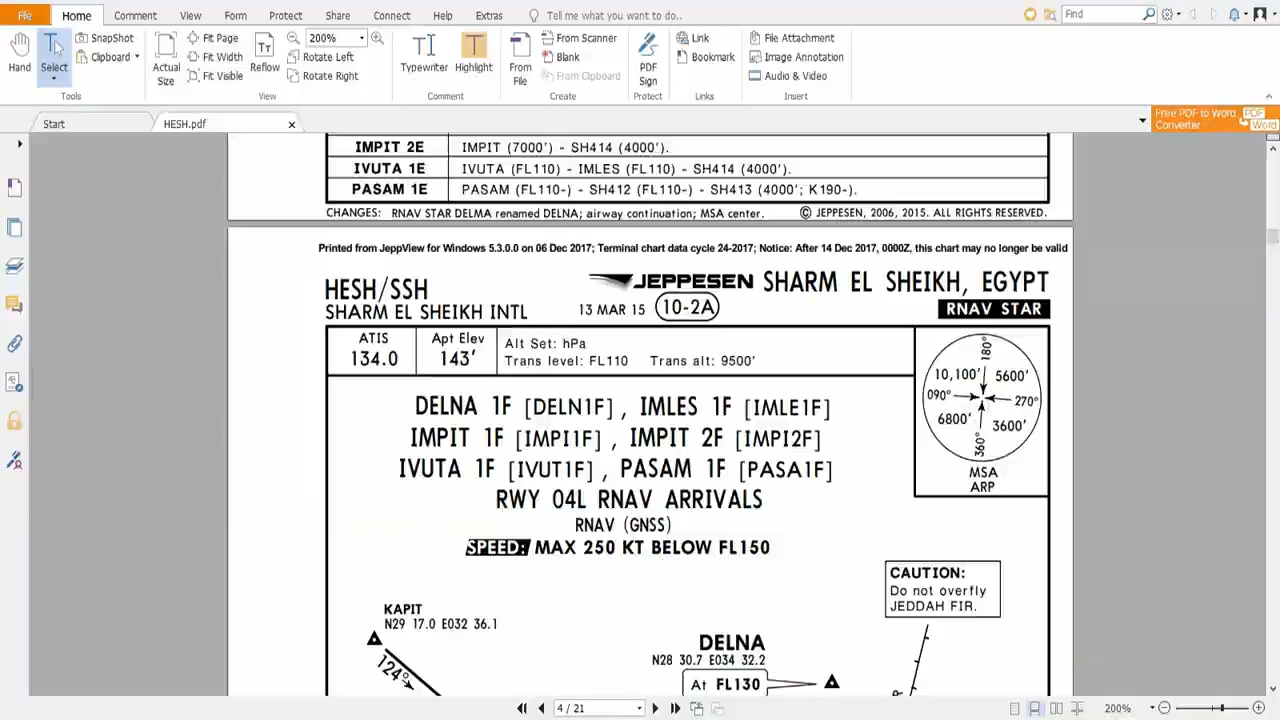 File Home Comment View Form Protect Share Connect Help Extras Tell me what you want to do.. Find
Hand
Select
SnapShot
Clipboard
Tools
Actual
Size
Fit Page
Fit Width
Fit Visible
Reflow
200%
Rotate Left
Rotate Right
View
Typewriter
Highlight
Comment
From
File
From Scanner
Blank
From Clipboard
Create
PDF
Sign
Protect
Link
Bookmark
Links
File Attachment
Image Annotation
Audio & Video
Insert
Start
HESH.pdf
Free PDF to Word
Converter
PDF
Word
IMPIT 2E IMPIT (7000') - SH414 (4000').
IVUTA 1E IVUTA (FL110) - IMLES (FL110) - SH414 (4000').
PASAM 1E PASAM (FL110-) - SH412 (FL110-) - SH413 (4000'; K190-).
CHANGES: RNAV STAR DELMA renamed DELNA; airway continuation; MSA center. © JEPPESEN, 2006, 2015. ALL RIGHTS RESERVED.
Printed from JeppView for Windows 5.3.0.0 on 06 Dec 2017; Terminal chart data cycle 24-2017; Notice: After 14 Dec 2017, 0000Z, this chart may no longer be valid
HESH/SSH
SHARM EL SHEIKH INTL
JEPPESEN
13 MAR 15 10-2A
SHARM EL SHEIKH, EGYPT
RNAV STAR
ATIS
134.0
Apt Elev
143'
Alt Set: hPa
Trans level: FL110 Trans alt: 9500'
180°
10,100' 5600'
090° 270°
6800' 3600'
360°
MSA
ARP
DELNA 1F [DELN1F] , IMLES 1F [IMLE1F]
IMPIT 1F [IMPI1F] , IMPIT 2F [IMPI2F]
IVUTA 1F [IVUT1F] , PASAM 1F [PASA1F]
RWY 04L RNAV ARRIVALS
RNAV (GNSS)
SPEED: MAX 250 KT BELOW FL150
CAUTION:
Do not overfly
JEDDAH FIR.
KAPIT
N29 17.0 E032 36.1
124°
DELNA
N28 30.7 E034 32.2
At FL130
4 / 21
200%